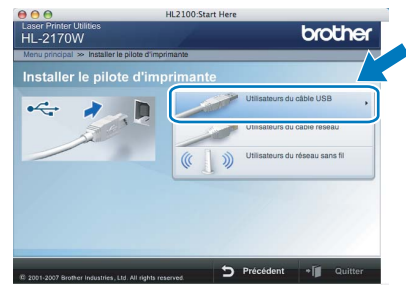 HL2100:Start Here
Laser Printer Utilities
HL-2170W
brother
Menu principal >> Installer le pilote d'imprimante
Installer le pilote d'imprimante
Utilisateurs du câble USB
Utilisateurs du câble réseau
Utilisateurs du réseau sans fil
© 2001-2007 Brother Industries, Ltd. All rights reserved.
Précédent
Quitter